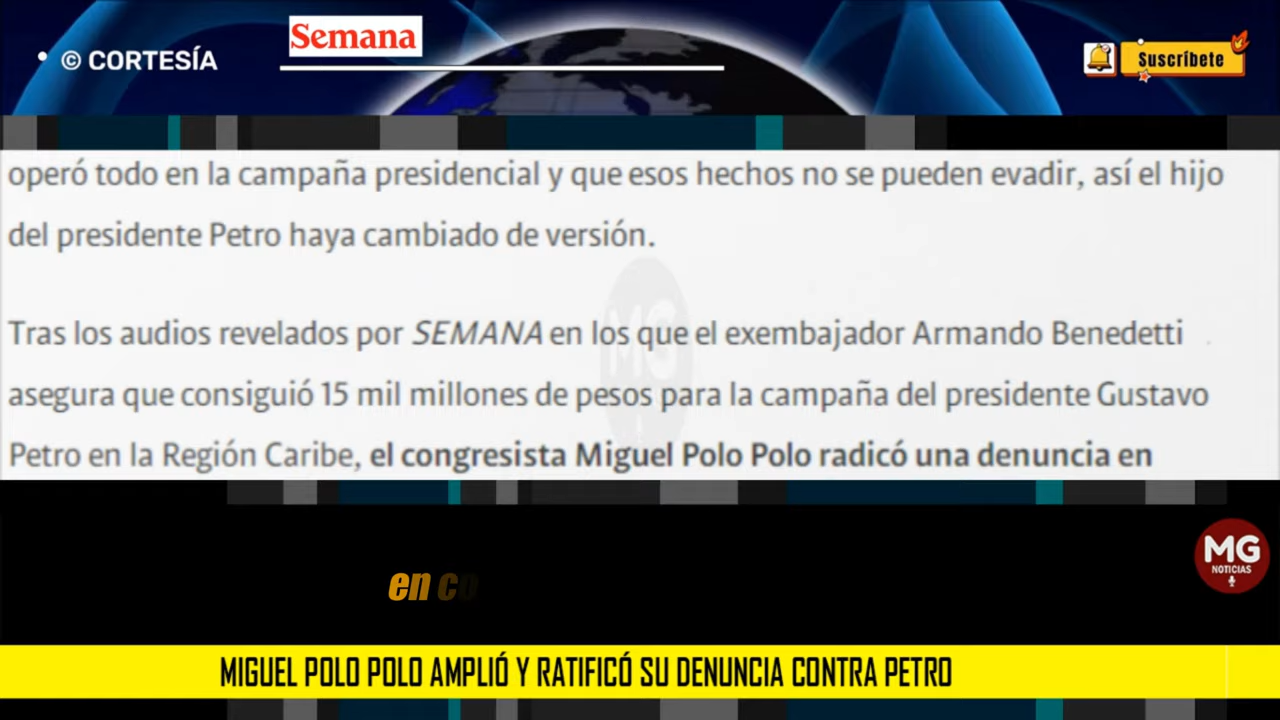 © CORTESÍA
Semana
Suscríbete
operó todo en la campaña presidencial y que esos hechos no se pueden evadir, así el hijo
del presidente Petro haya cambiado de versión.
Tras los audios revelados por SEMANA en los que el exembajador Armando Benedetti
asegura que consiguió 15 mil millones de pesos para la campaña del presidente Gustavo
Petro en la Región Caribe, el congresista Miguel Polo Polo radicó una denuncia en
MG
MG
NOTICIAS
en co
MIGUEL POLO POLO AMPLIÓ Y RATIFICÓ SU DENUNCIA CONTRA PETRO